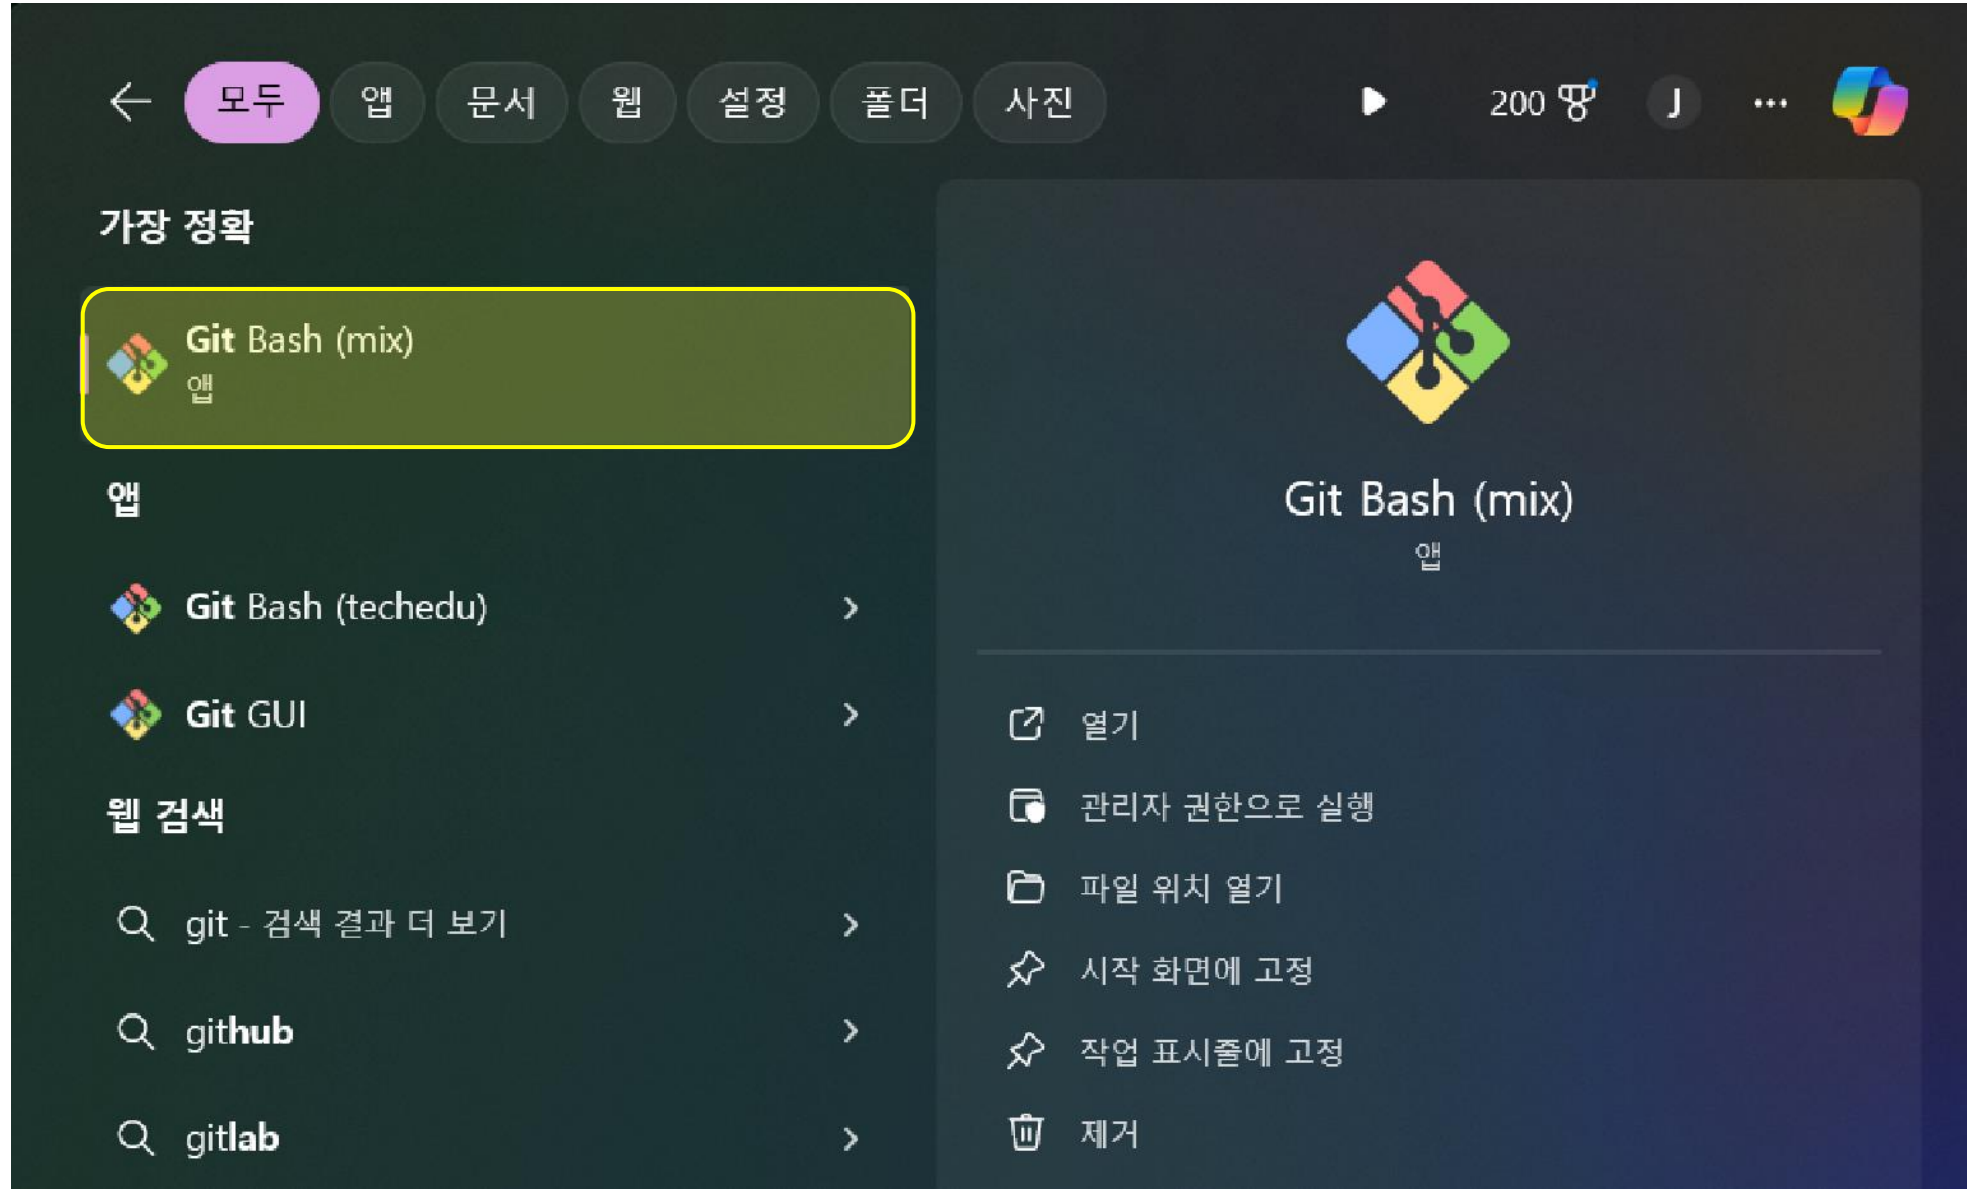 모두 앱 문서 웹 설정 폴더 사진 200 J ...
가장 정확
Git Bash (mix)
앱
앱
Git Bash (techedu)
Git GUI
웹 검색
git - 검색 결과 더 보기
github
gitlab
Git Bash (mix)
앱
열기
관리자 권한으로 실행
파일 위치 열기
시작 화면에 고정
작업 표시줄에 고정
제거